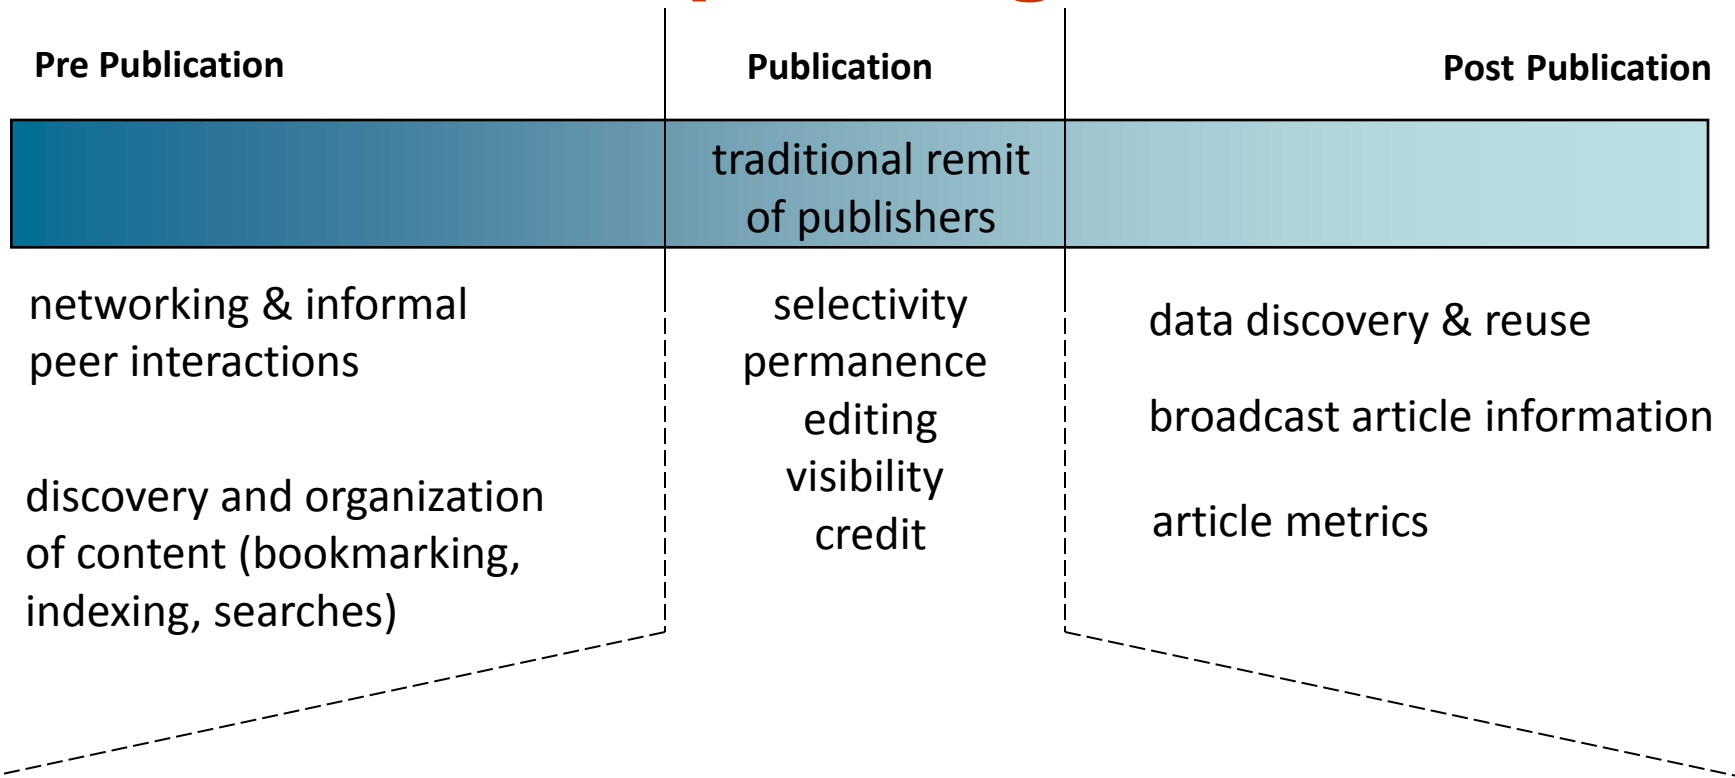 Pre Publication
Publication
Post Publication
traditional remit
of publishers
networking & informal
peer interactions
discovery and organization
of content (bookmarking,
indexing, searches)
selectivity
permanence
editing
visibility
credit
data discovery & reuse
broadcast article information
article metrics